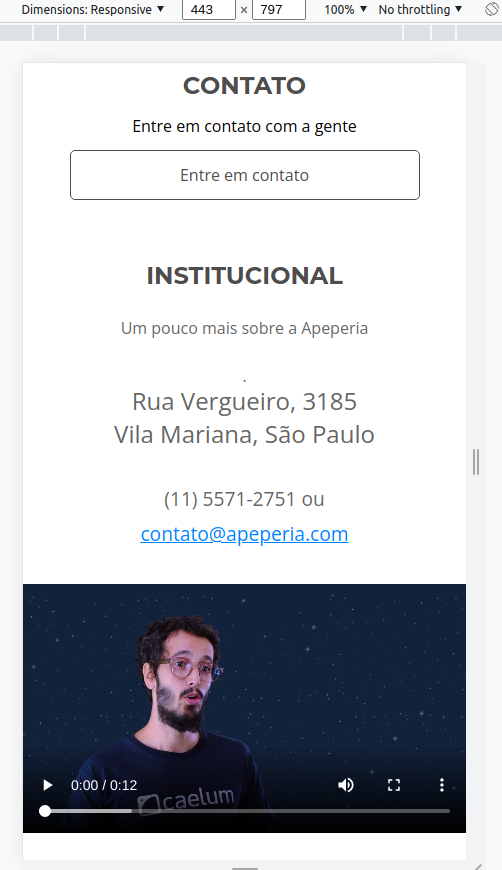 Dimensions: Responsive ▼ 443 × 797 100% ▼ No throttling ▼
CONTATO
Entre em contato com a gente
Entre em contato
INSTITUCIONAL
Um pouco mais sobre a Apeperia
.
Rua Vergueiro, 3185
Vila Mariana, São Paulo
(11) 5571-2751 ou
contato@apeperia.com
0:00 / 0:12
caelum